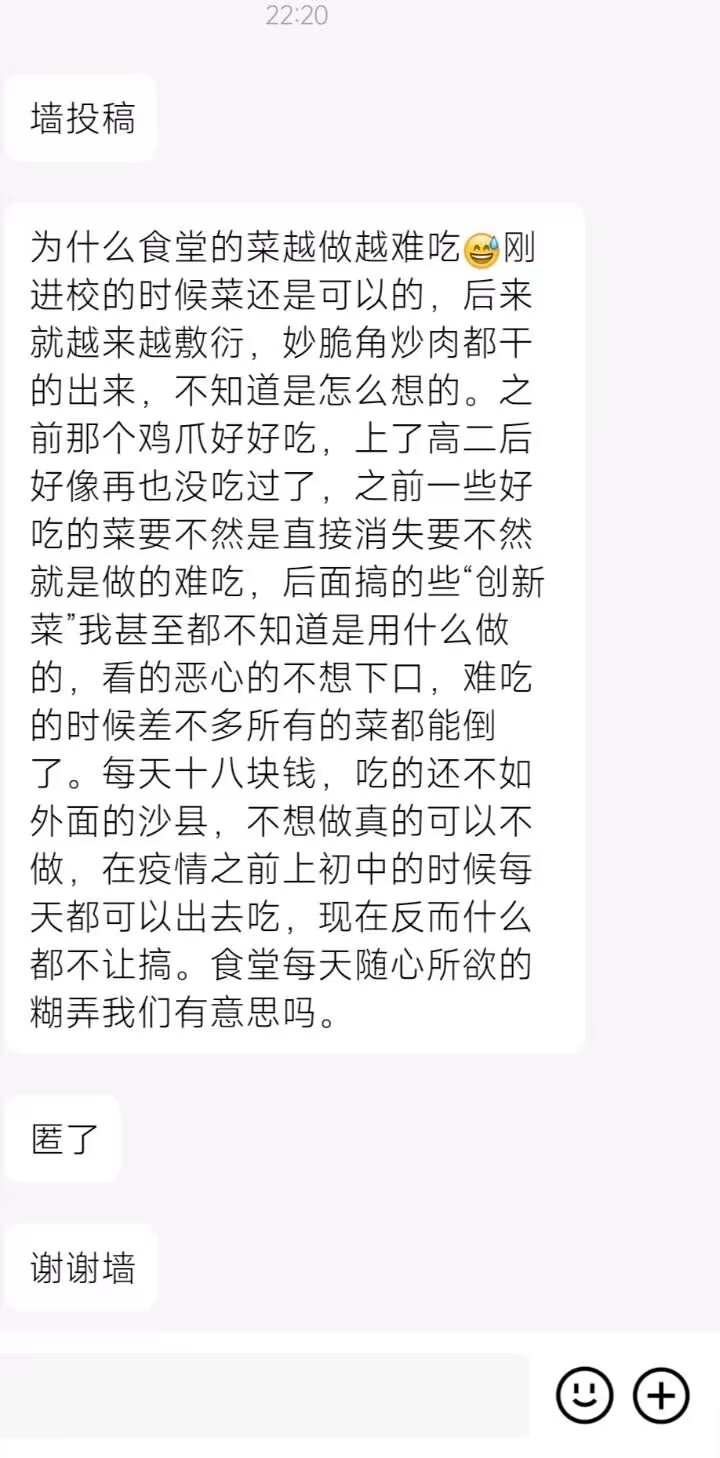 22:20
墙投稿
为什么食堂的菜越做越难吃😅刚
进校的时候菜还是可以的，后来
就越来越敷衍，妙脆角炒肉都干
的出来，不知道是怎么想的。之
前那个鸡爪好好吃，上了高二后
好像再也没吃过了，之前一些好
吃的菜要不然是直接消失要不然
就是做的难吃，后面搞的些“创新
菜”我甚至都不知道是用什么做
的，看的恶心的不想下口，难吃
的时候差不多所有的菜都能倒
了。每天十八块钱，吃的还不如
外面的沙县，不想做真的可以不
做，在疫情之前上初中的时候每
天都可以出去吃，现在反而什么
都不让搞。食堂每天随心所欲的
糊弄我们有意思吗。
匿了
谢谢墙